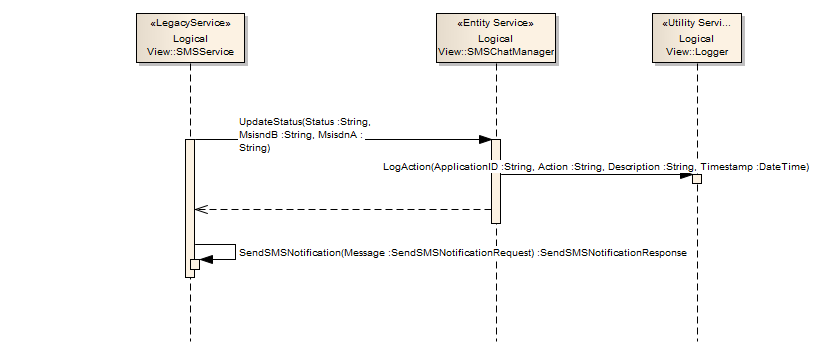 «LegacyService»
Logical
View::SMSService
«Entity Service»
Logical
View::SMSChatManager
«Utility Servi...
Logical
View::Logger
UpdateStatus(Status :String,
MsisndB :String, MsisdnA :
String)
LogAction(ApplicationID :String, Action :String, Description :String, Timestamp :DateTime)
SendSMSNotification(Message :SendSMSNotificationRequest) :SendSMSNotificationResponse